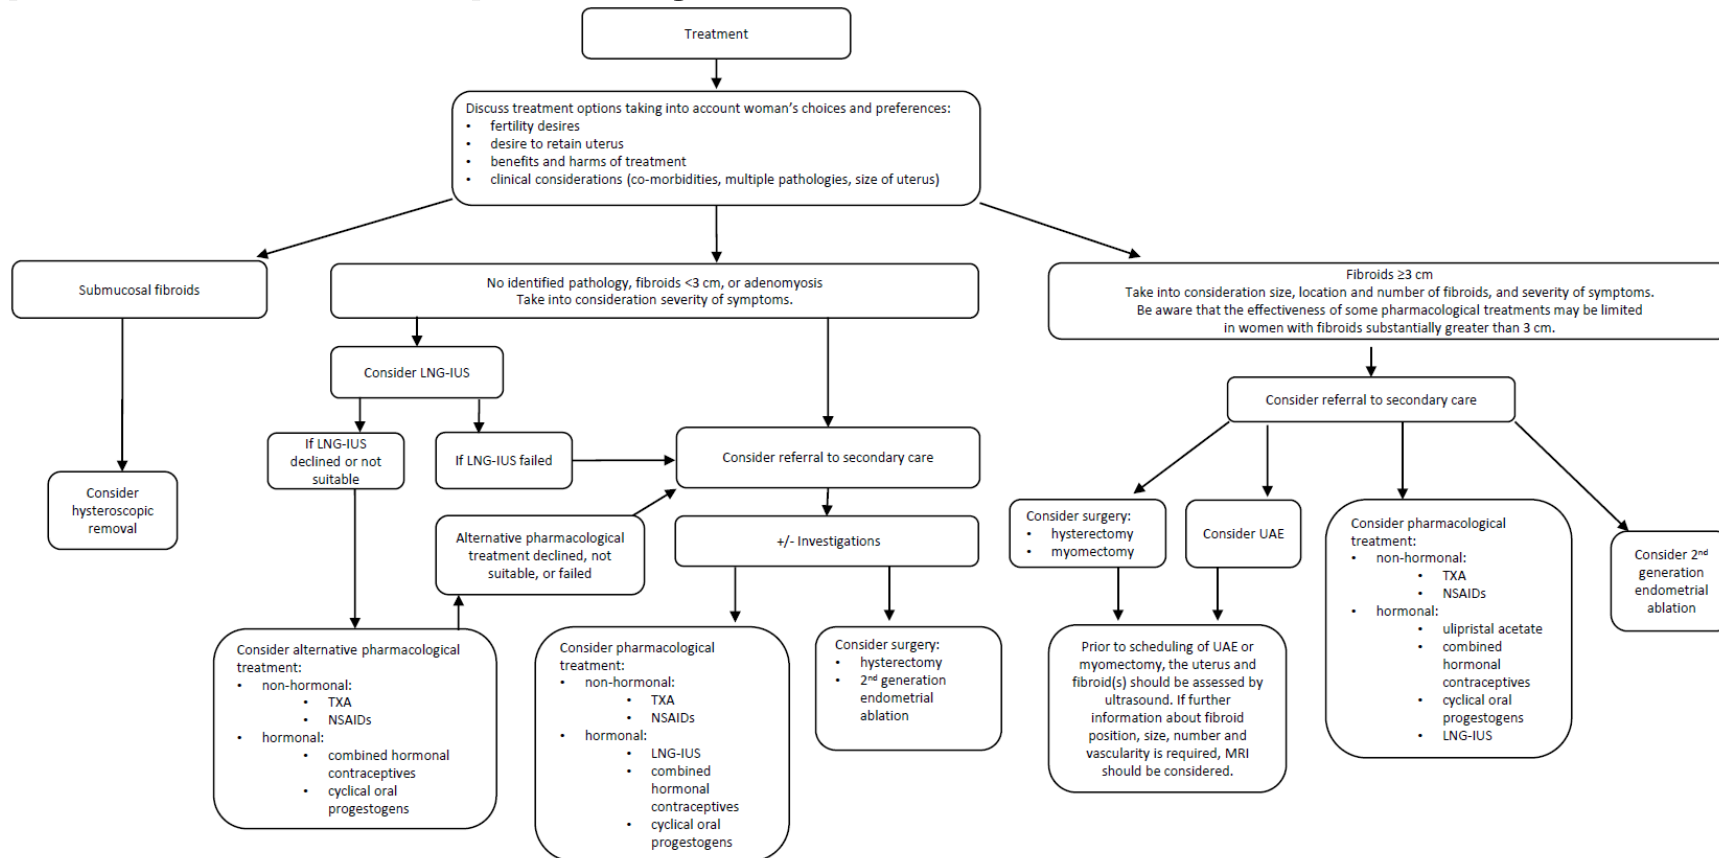 Treatment
Discuss treatment options taking into account woman's choices and preferences:
• fertility desires
• desire to retain uterus
• benefits and harms of treatment
• clinical considerations (co-morbidities, multiple pathologies, size of uterus)
Submucosal fibroids
No identified pathology, fibroids <3 cm, or adenomyosis
Take into consideration severity of symptoms.
Fibroids ≥3 cm
Take into consideration size, location and number of fibroids, and severity of symptoms.
Be aware that the effectiveness of some pharmacological treatments may be limited
in women with fibroids substantially greater than 3 cm.
Consider LNG-IUS
Consider referral to secondary care
If LNG-IUS
declined or not
suitable
If LNG-IUS failed
Consider referral to secondary care
Consider
hysteroscopic
removal
Alternative pharmacological
treatment declined, not
suitable, or failed
+/- Investigations
Consider surgery:
• hysterectomy
• myomectomy
Consider UAE
Consider pharmacological
treatment:
• non-hormonal:
• TXA
• NSAIDs
• hormonal:
• ulipristal acetate
• combined
hormonal
contraceptives
• cyclical oral
progestogens
• LNG-IUS
Consider 2nd
generation
endometrial
ablation
Consider alternative pharmacological
treatment:
• non-hormonal:
• TXA
• NSAIDs
• hormonal:
• combined hormonal
contraceptives
• cyclical oral
progestogens
Consider pharmacological
treatment:
• non-hormonal:
• TXA
• NSAIDs
• hormonal:
• LNG-IUS
• combined
hormonal
contraceptives
• cyclical oral
progestogens
Consider surgery:
• hysterectomy
• 2nd generation
endometrial
ablation
Prior to scheduling of UAE or
myomectomy, the uterus and
fibroid(s) should be assessed by
ultrasound. If further
information about fibroid
position, size, number and
vascularity is required, MRI
should be considered.